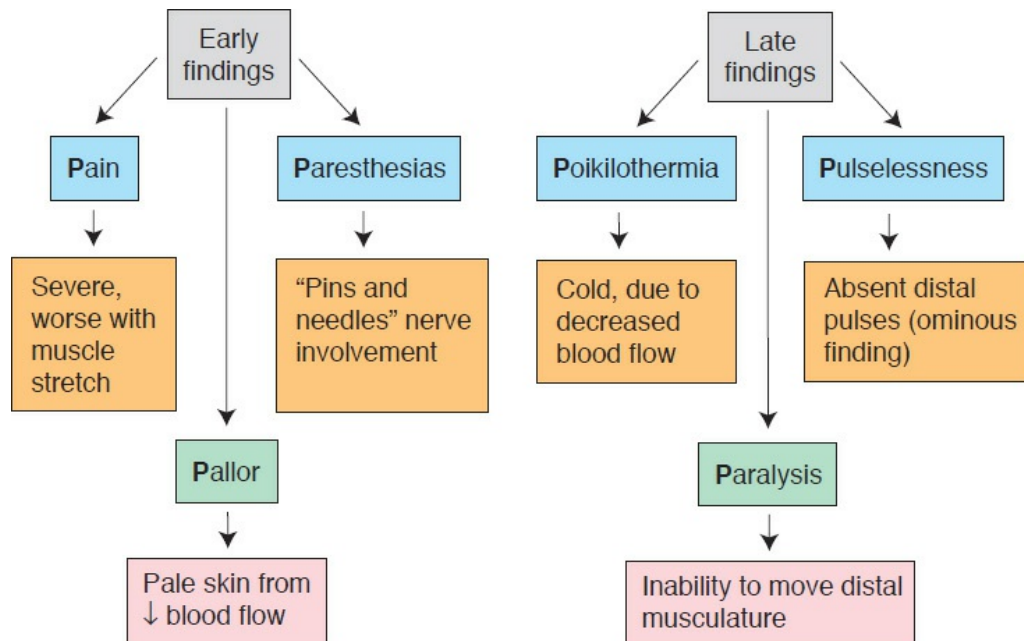 Early
findings
Pain
Paresthesias
Severe,
worse with
muscle
stretch
“Pins and
needles” nerve
involvement
Pallor
Pale skin from
↓ blood flow
Late
findings
Poikilothermia
Pulselessness
Cold, due to
decreased
blood flow
Absent distal
pulses (ominous
finding)
Paralysis
Inability to move distal
musculature